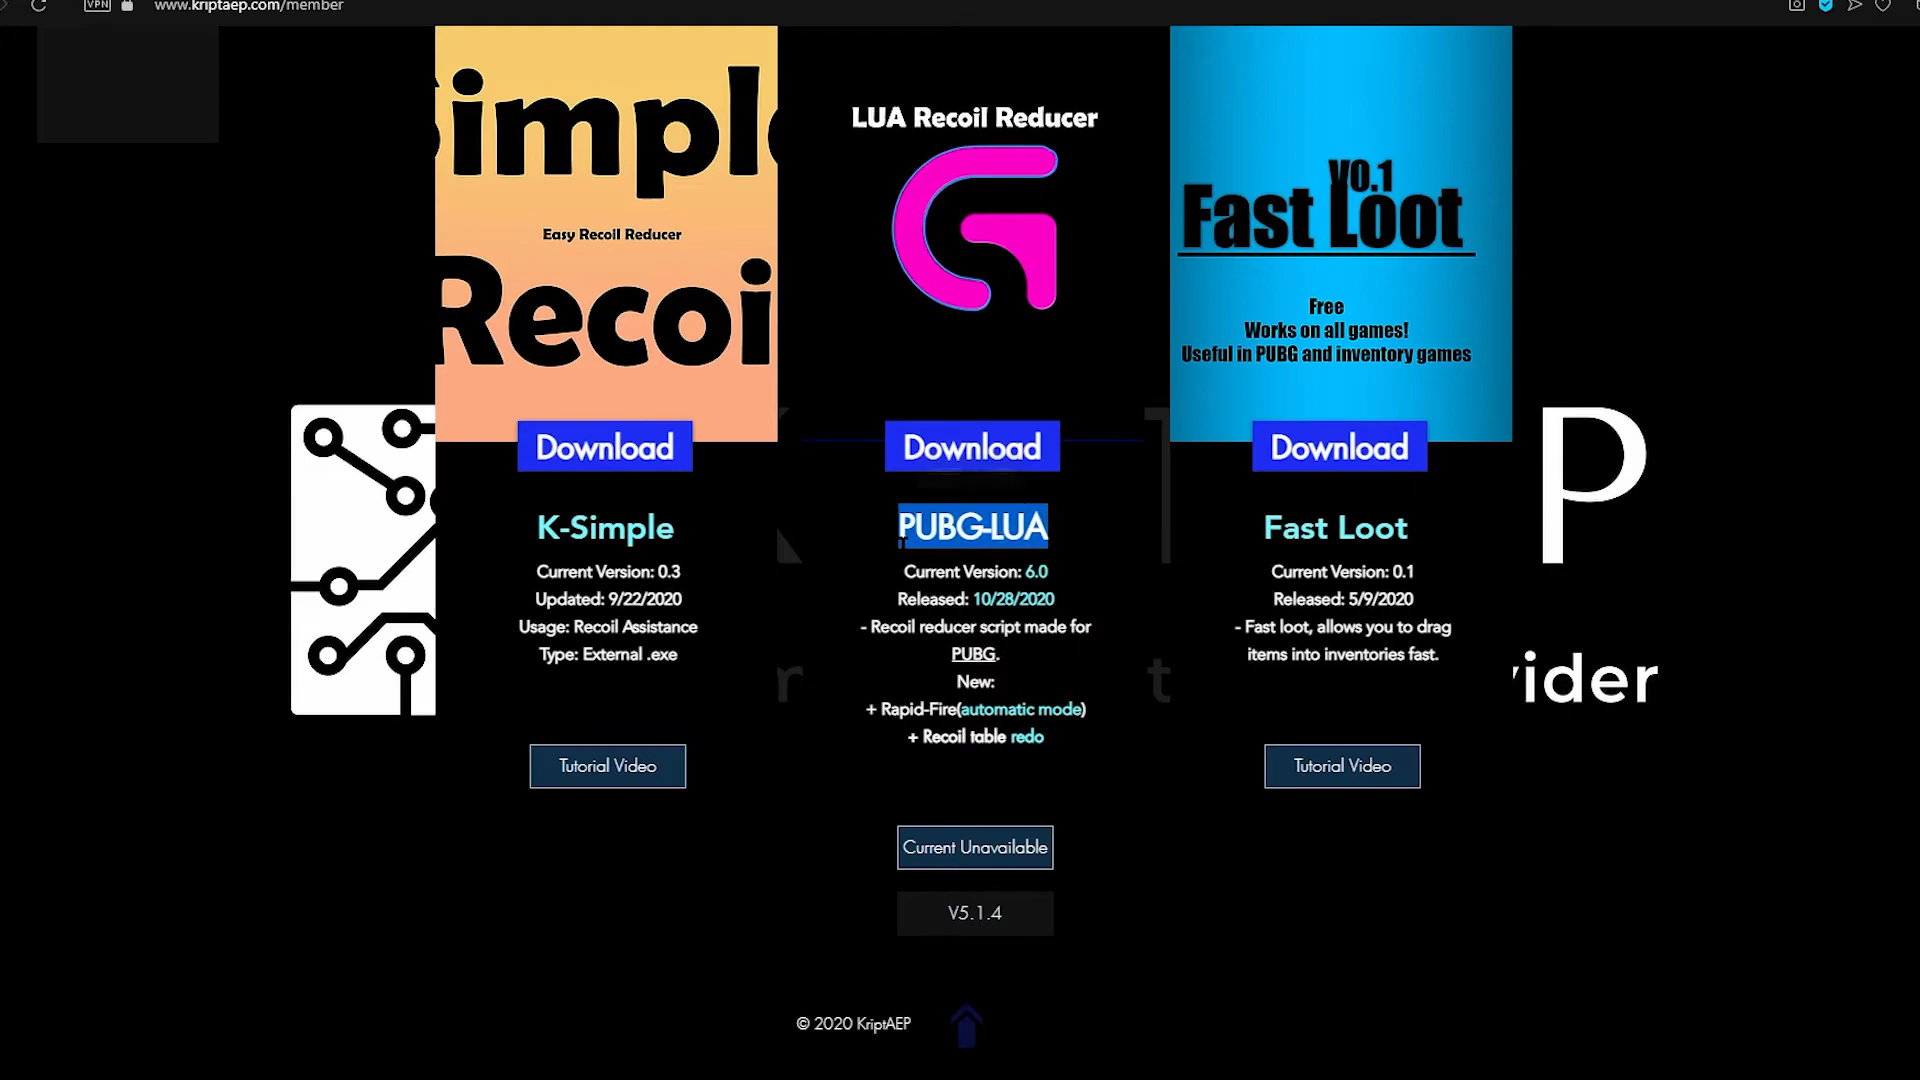 VPN
www.kriptaep.com/member
Simple
Easy Recoil Reducer
Recoi
Download
K-Simple
Current Version: 0.3
Updated: 9/22/2020
Usage: Recoil Assistance
Type: External .exe
Tutorial Video
LUA Recoil Reducer
Download
PUBG-LUA
Current Version: 6.0
Released: 10/28/2020
- Recoil reducer script made for
PUBG.
New:
+ Rapid-Fire(automatic mode)
+ Recoil table redo
Current Unavailable
V5.1.4
V0.1
Fast Loot
Free
Works on all games!
Useful in PUBG and inventory games
Download
Fast Loot
Current Version: 0.1
Released: 5/9/2020
- Fast loot, allows you to drag
items into inventories fast.
Tutorial Video
P
vider
© 2020 KriptAEP